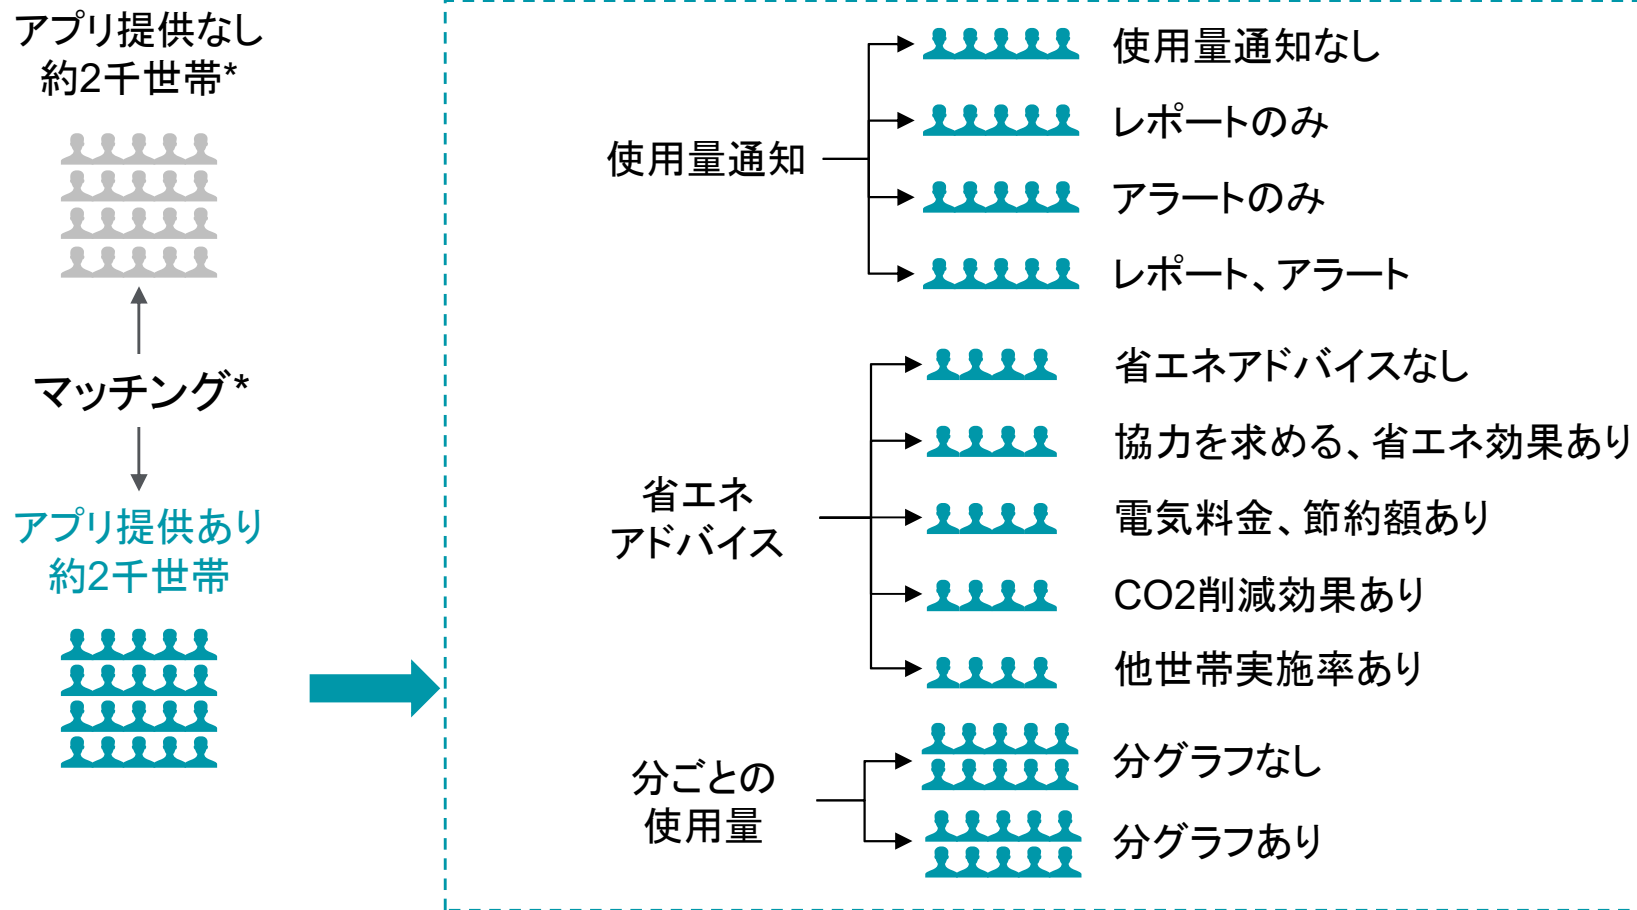 アプリ提供なし
約2千世帯*
マッチング*
アプリ提供あり
約2千世帯
使用量通知
使用量通知なし
レポートのみ
アラートのみ
レポート、アラート
省エネ
アドバイス
省エネアドバイスなし
協力を求める、省エネ効果あり
電気料金、節約額あり
CO2削減効果あり
他世帯実施率あり
分ごとの
使用量
分グラフなし
分グラフあり